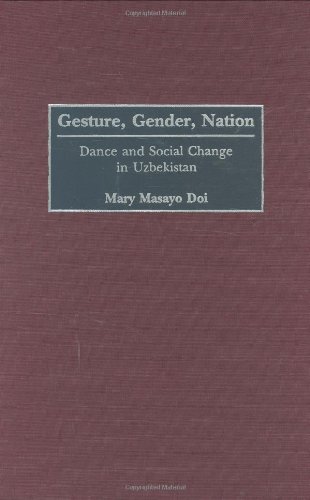 Gesture, Gender, Nation
Dance and Social Change
in Uzbekistan
Mary Masayo Doi